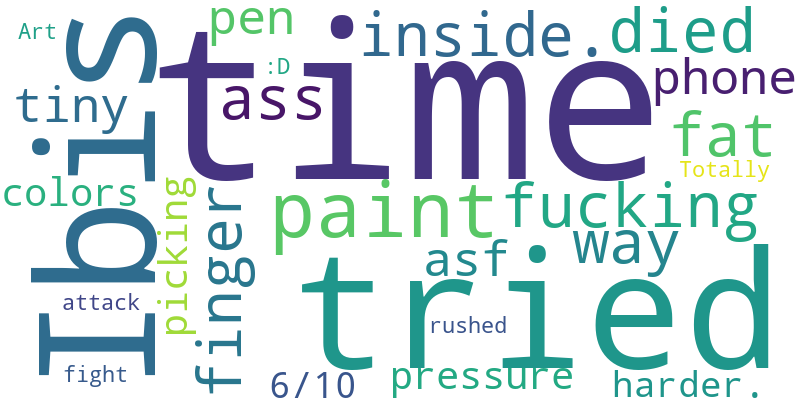 Art
pen
inside.
died
Ibis
time
:D
ass
phone
tiny
fat
Totally
colors
picking
finger
paint
fucking
way
asf
tried
attack
rushed
fight
6/10
pressure
harder.